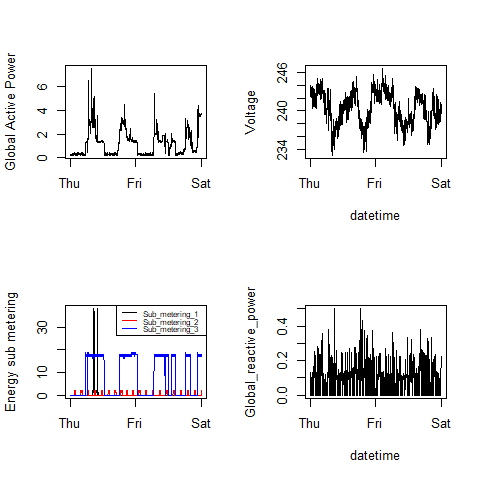 Global Active Power
0 2 4 6
Thu Fri Sat
Voltage
234 240 246
Thu Fri Sat
datetime
Energy sub metering
0 10 30
Sub_metering_1
Sub_metering_2
Sub_metering_3
Thu Fri Sat
Global_reactive_power
0.0 0.2 0.4
Thu Fri Sat
datetime